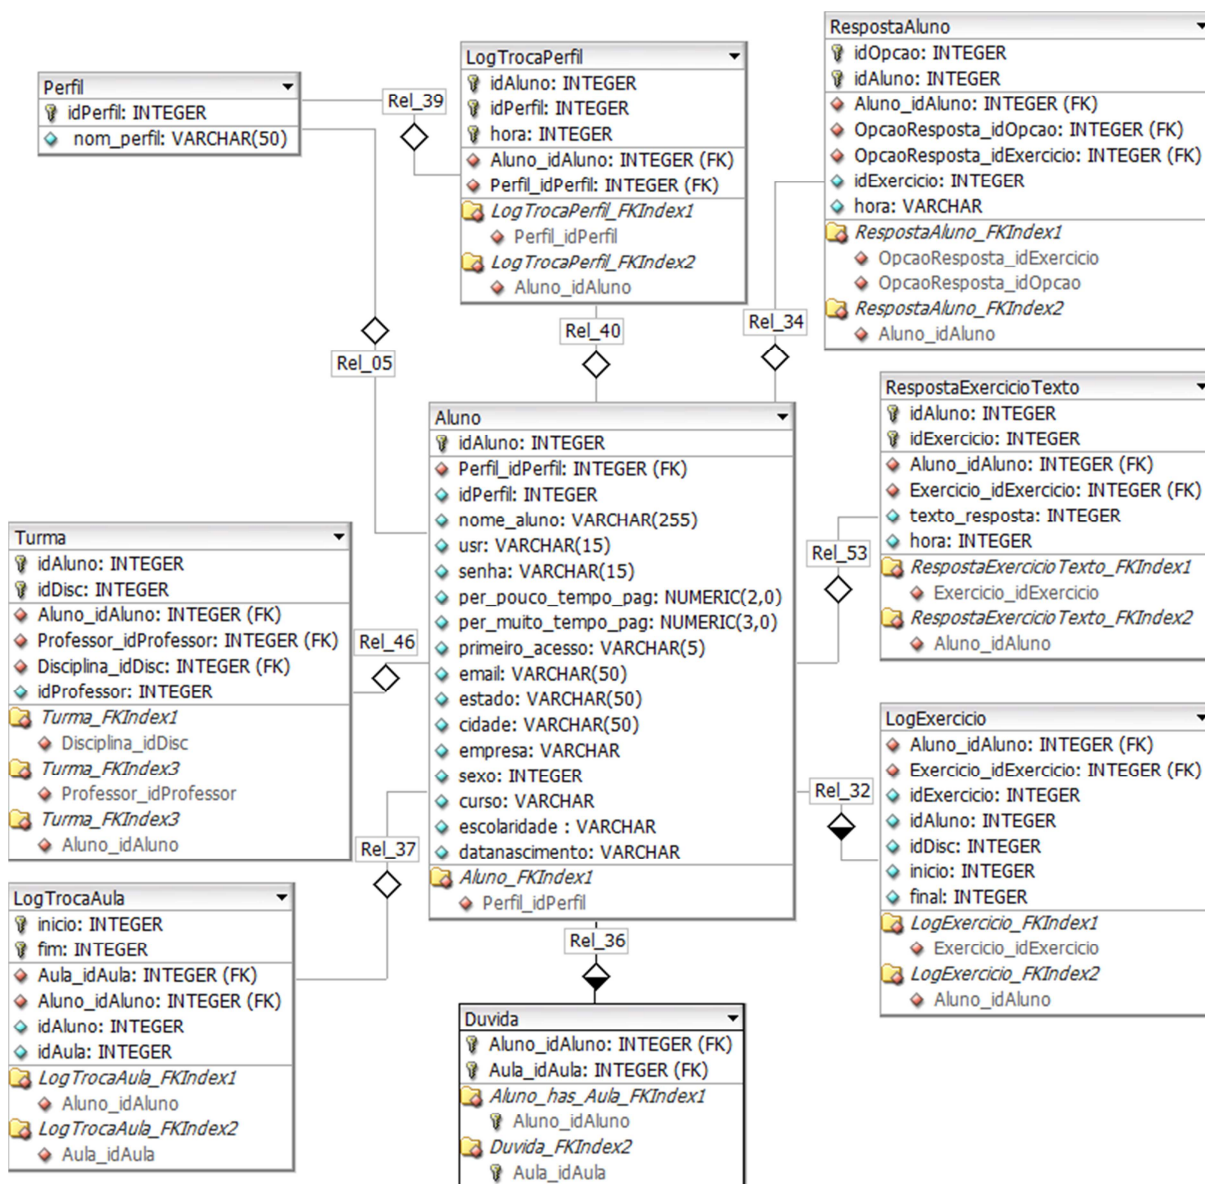 Perfil
idPerfil: INTEGER
nom_perfil: VARCHAR(50)
Rel_39
LogTrocaPerfil
idAluno: INTEGER
idPerfil: INTEGER
hora: INTEGER
Aluno_idAluno: INTEGER (FK)
Perfil_idPerfil: INTEGER (FK)
LogTrocaPerfil_FKIndex1
Perfil_idPerfil
LogTrocaPerfil_FKIndex2
Aluno_idAluno
RespostaAluno
idOpcao: INTEGER
idAluno: INTEGER
Aluno_idAluno: INTEGER (FK)
OpcaoResposta_idOpcao: INTEGER (FK)
OpcaoResposta_idExercicio: INTEGER (FK)
idExercicio: INTEGER
hora: VARCHAR
RespostaAluno_FKIndex1
OpcaoResposta_idExercicio
OpcaoResposta_idOpcao
RespostaAluno_FKIndex2
Aluno_idAluno
Rel_05
Rel_40
Rel_34
Aluno
idAluno: INTEGER
Perfil_idPerfil: INTEGER (FK)
idPerfil: INTEGER
nome_aluno: VARCHAR(255)
usr: VARCHAR(15)
senha: VARCHAR(15)
per_pouco_tempo_pag: NUMERIC(2,0)
per_muito_tempo_pag: NUMERIC(3,0)
primeiro_acesso: VARCHAR(5)
email: VARCHAR(50)
estado: VARCHAR(50)
cidade: VARCHAR(50)
empresa: VARCHAR
sexo: INTEGER
curso: VARCHAR
escolaridade : VARCHAR
datanascimento: VARCHAR
Aluno_FKIndex1
Perfil_idPerfil
RespostaExercicioTexto
idAluno: INTEGER
idExercicio: INTEGER
Aluno_idAluno: INTEGER (FK)
Exercicio_idExercicio: INTEGER (FK)
texto_resposta: INTEGER
hora: INTEGER
RespostaExercicioTexto_FKIndex1
Exercicio_idExercicio
RespostaExercicioTexto_FKIndex2
Aluno_idAluno
Rel_53
Turma
idAluno: INTEGER
idDisc: INTEGER
Aluno_idAluno: INTEGER (FK)
Professor_idProfessor: INTEGER (FK)
Disciplina_idDisc: INTEGER (FK)
idProfessor: INTEGER
Turma_FKIndex1
Disciplina_idDisc
Turma_FKIndex3
Professor_idProfessor
Turma_FKIndex3
Aluno_idAluno
Rel_46
Rel_37
Rel_32
LogExercicio
Aluno_idAluno: INTEGER (FK)
Exercicio_idExercicio: INTEGER (FK)
idExercicio: INTEGER
idAluno: INTEGER
idDisc: INTEGER
inicio: INTEGER
final: INTEGER
LogExercicio_FKIndex1
Exercicio_idExercicio
LogExercicio_FKIndex2
Aluno_idAluno
LogTrocaAula
inicio: INTEGER
fim: INTEGER
Aula_idAula: INTEGER (FK)
Aluno_idAluno: INTEGER (FK)
idAluno: INTEGER
idAula: INTEGER
LogTrocaAula_FKIndex1
Aluno_idAluno
LogTrocaAula_FKIndex2
Aula_idAula
Rel_36
Duvida
Aluno_idAluno: INTEGER (FK)
Aula_idAula: INTEGER (FK)
Aluno_has_Aula_FKIndex1
Aluno_idAluno
Duvida_FKIndex2
Aula_idAula